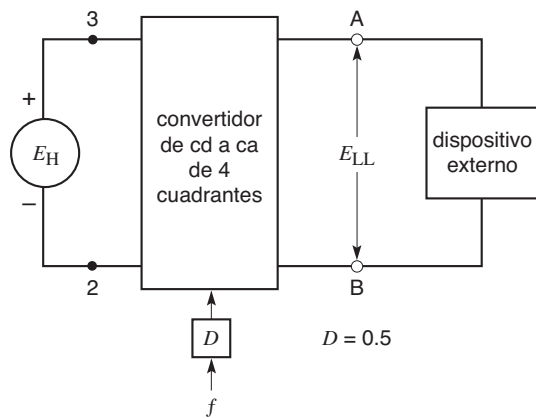 3
A
+
E_H
−
convertidor
de cd a ca
de 4
cuadrantes
E_LL
dispositivo
externo
2
B
D
D = 0.5
f